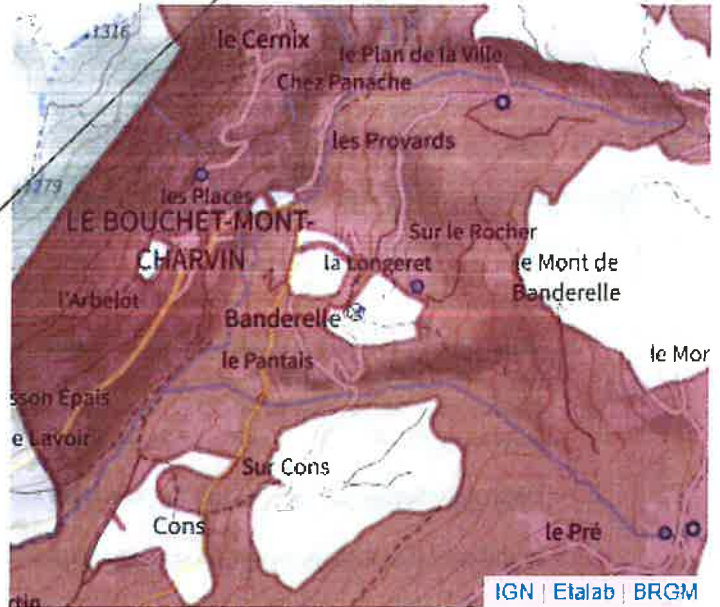 1316
le Cernix
le Plan de la Ville
Chez Panache
les Provards
les Places
LE BOUCHET-MONT-
CHARVIN
Sur le Rocher
la Longeret
le Mont de
Banderelle
l'Arbelot
Banderelle
le Pantais
le Mor
sson Epais
e Lavoir
Sur Cons
Cons
le Pré
IGN | Etalab | BRGM